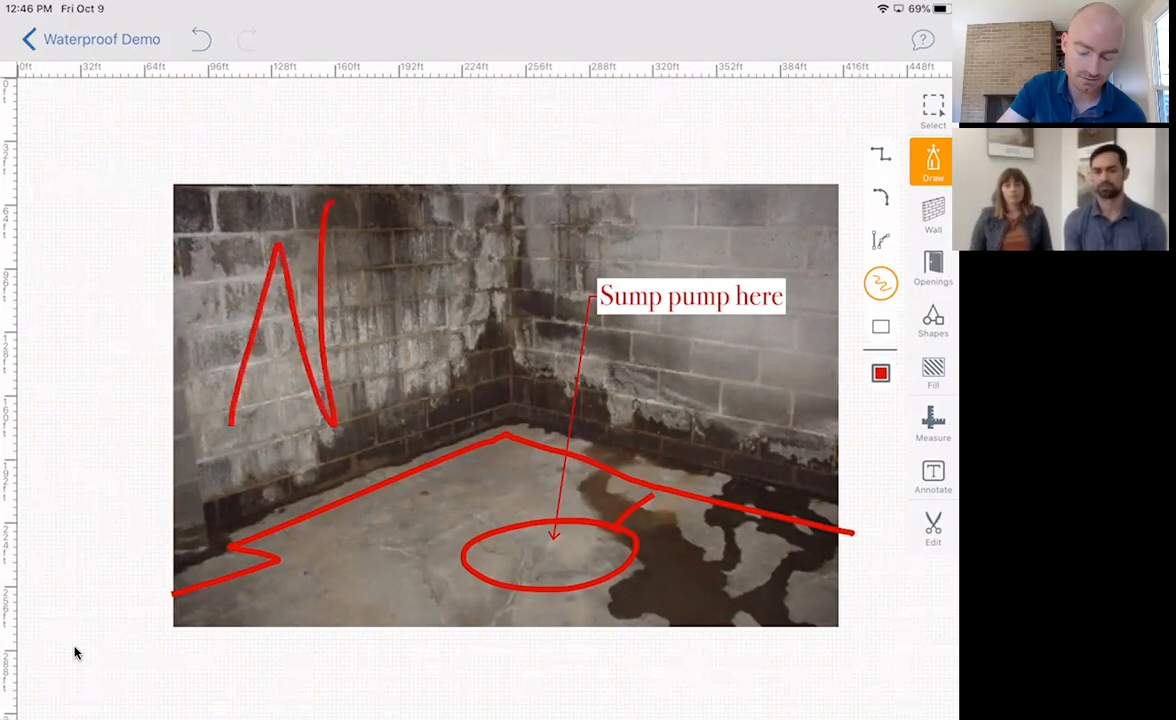 12:46 PM Fri Oct 9
69%
Waterproof Demo
0ft 32ft 64ft 96ft 128ft 160ft 192ft 224ft 256ft 288ft 320ft 352ft 384ft 416ft 448ft
Select
Draw
Wall
Openings
Shapes
Fill
Measure
Annotate
Edit
Sump pump here